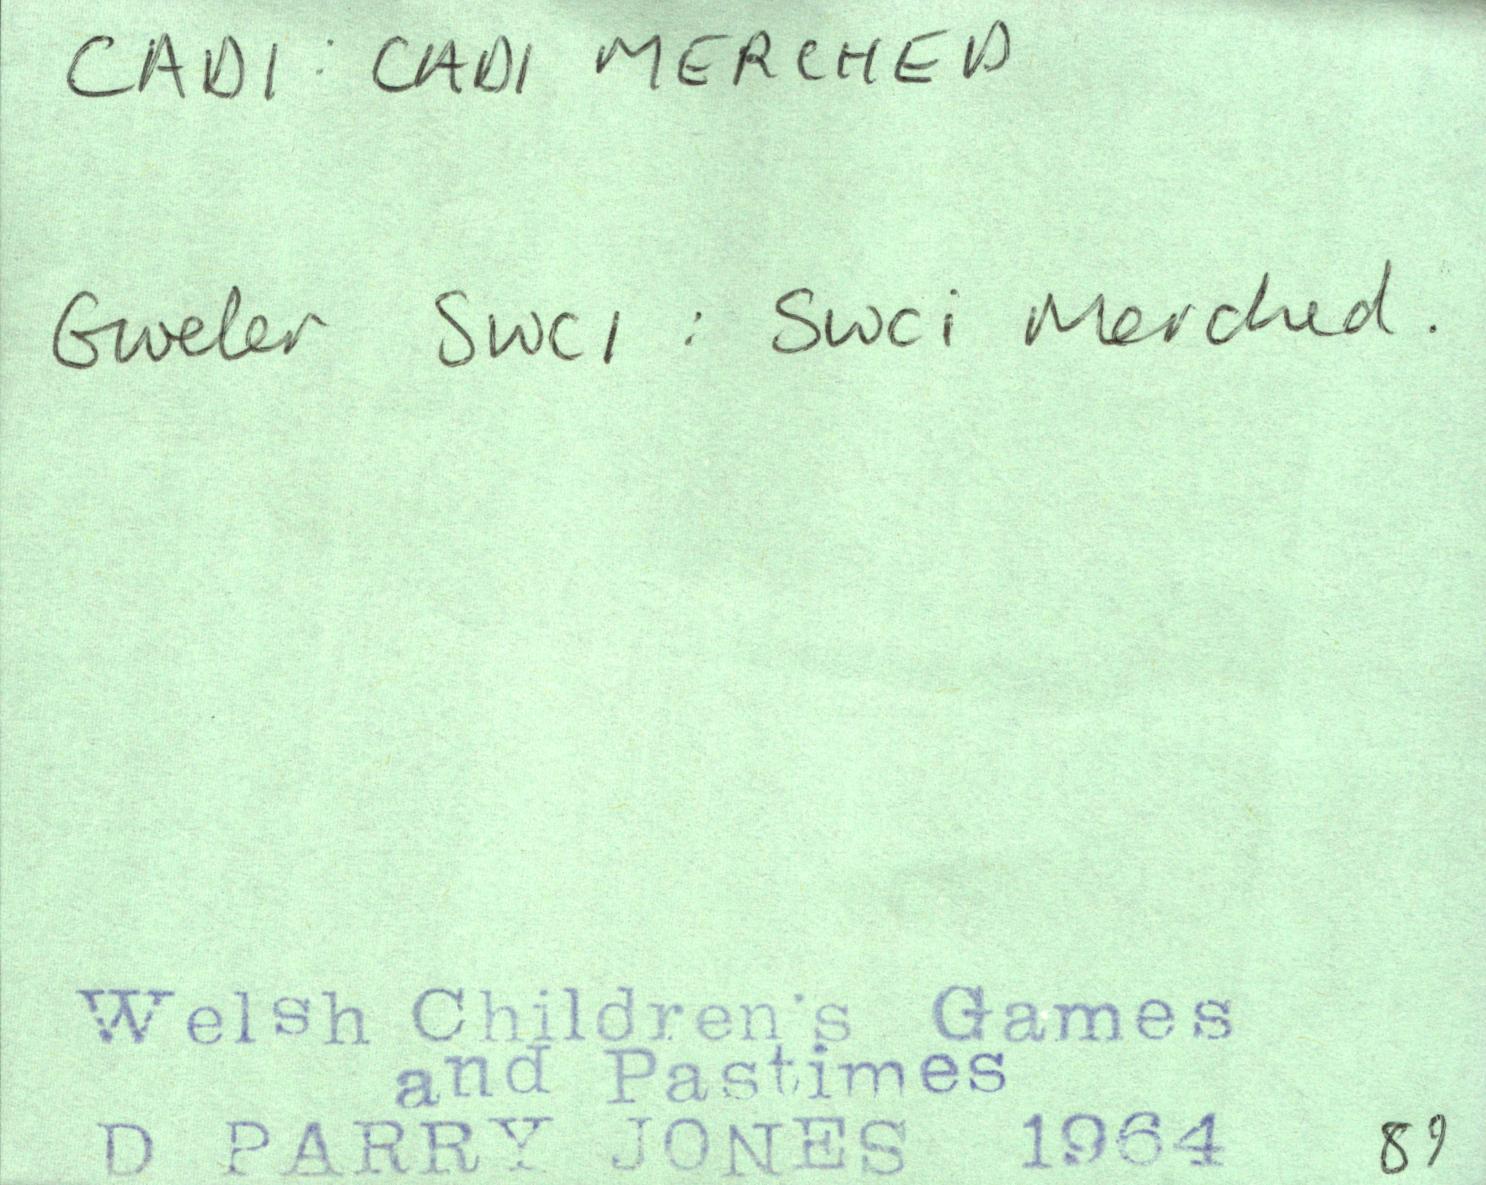 CADI: CADI MERCHED
Gweler SWCI: Swci Merched.
Welsh Children's Games
and Pastimes
D PARRY JONES 1964 89